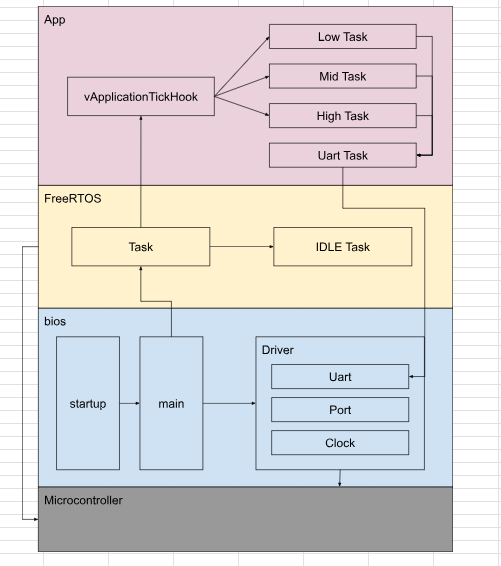 App
Low Task
Mid Task
vApplicationTickHook
High Task
Uart Task
FreeRTOS
Task
IDLE Task
bios
Driver
Uart
startup
main
Port
Clock
Microcontroller